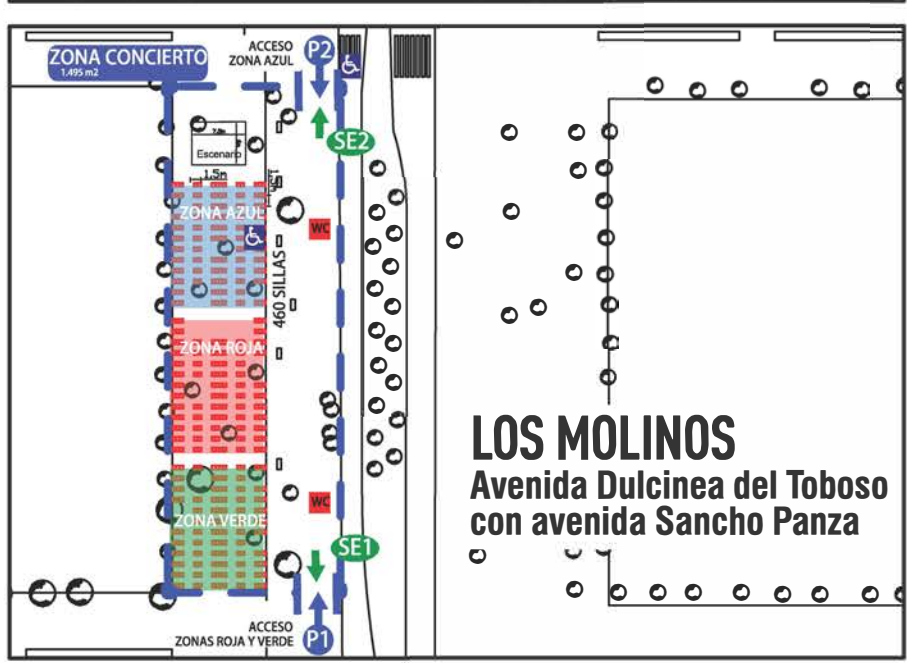 ZONA CONCIERTO
1.495 m2
ACCESO
ZONA AZUL
P2
SE2
Escenario
1,5m
ZONA AZUL
WC
460 SILLAS
ZONA ROJA
LOS MOLINOS
Avenida Dulcinea del Toboso
con avenida Sancho Panza
WC
ZONA VERDE
SE1
ACCESO
ZONAS ROJA Y VERDE
P1